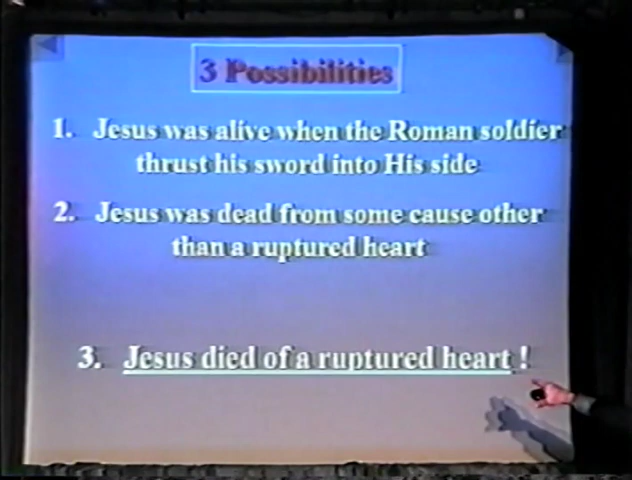 3 Possibilities
1. Jesus was alive when the Roman soldier
thrust his sword into His side
2. Jesus was dead from some cause other
than a ruptured heart
3. Jesus died of a ruptured heart !